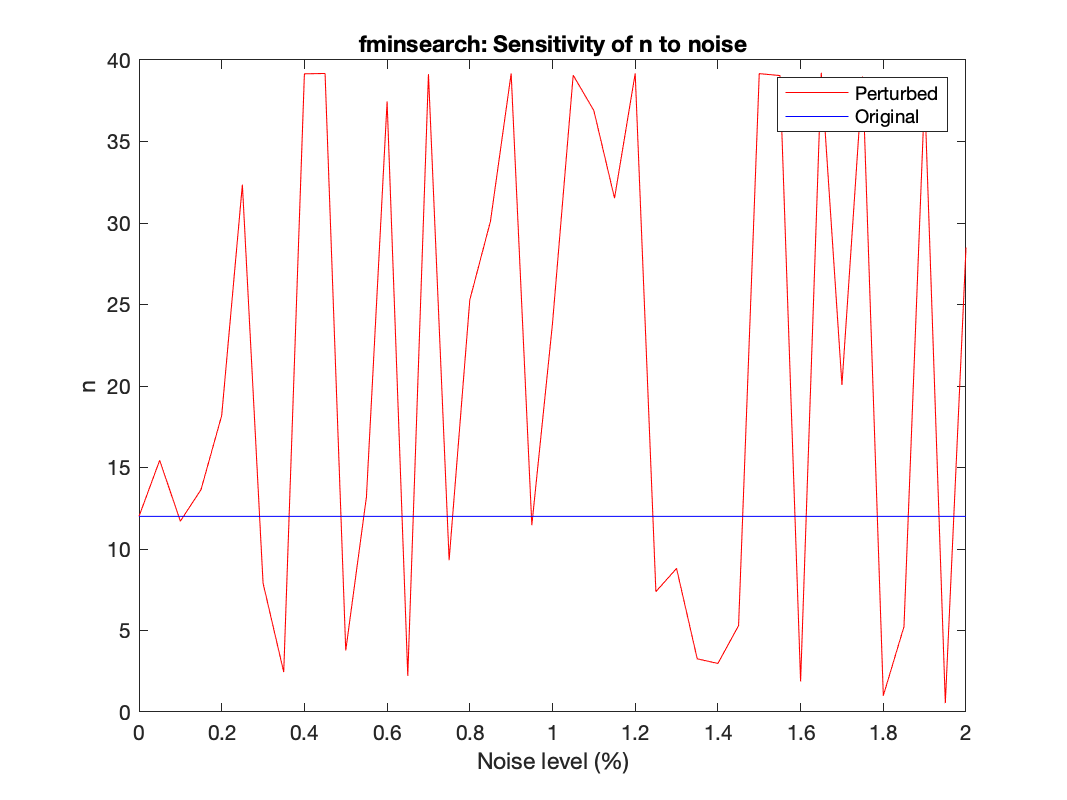 fminsearch: Sensitivity of n to noise
40
35
30
25
20
15
10
5
0
n
Perturbed
Original
0 0.2 0.4 0.6 0.8 1 1.2 1.4 1.6 1.8 2
Noise level (%)